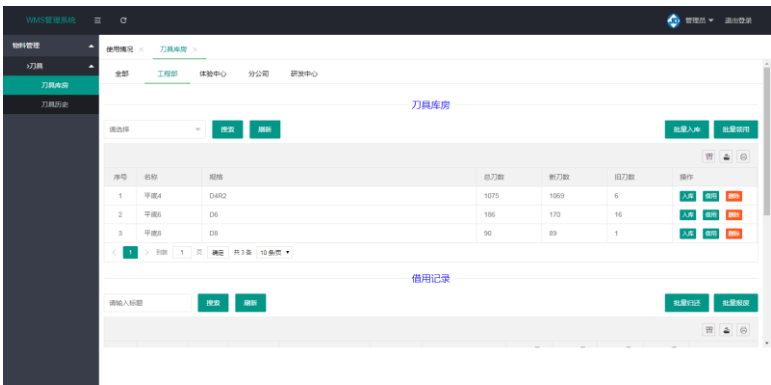 WMS管理系统
管理员
退出登录
物料管理
使用情况 ×
刀具库房 ×
>刀具
刀具库房
刀具历史
全部
工程部
体验中心
分公司
研发中心
刀具库房
请选择
搜索
刷新
批量入库
批量领用
序号 名称 规格 总刀数 新刀数 旧刀数 操作
1 平底4 D4R2 1075 1069 6 入库 借用 删除
2 平底6 D6 186 170 16 入库 借用 删除
3 平底8 D8 90 89 1 入库 借用 删除
< 1 > 到第 1 页 确定 共 3 条 10 条/页
借用记录
请输入标题
搜索
刷新
批量归还
批量报废